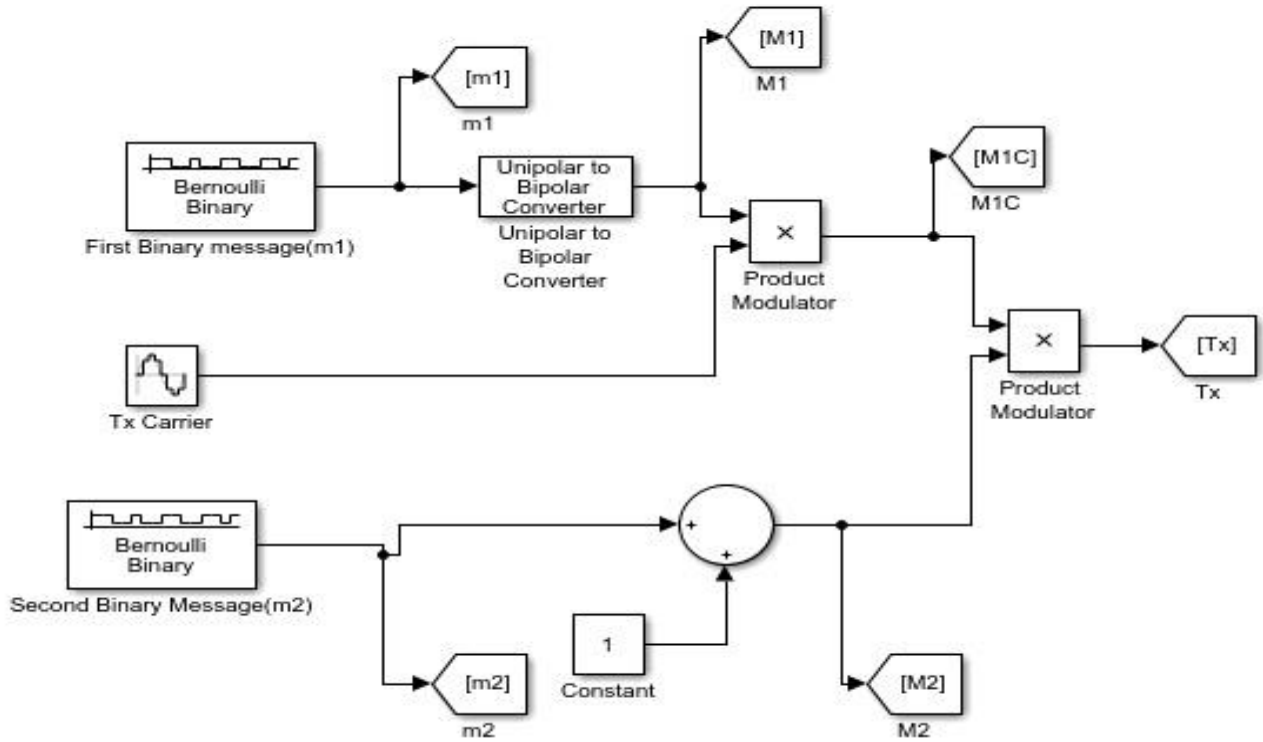 [M1]
M1
[m1]
m1
Bernoulli
Binary
First Binary message(m1)
Unipolar to
Bipolar
Converter
Unipolar to
Bipolar
Converter
×
Product
Modulator
[M1C]
M1C
×
Product
Modulator
[Tx]
Tx
Tx Carrier
Bernoulli
Binary
Second Binary Message(m2)
+
+
1
Constant
[m2]
m2
[M2]
M2